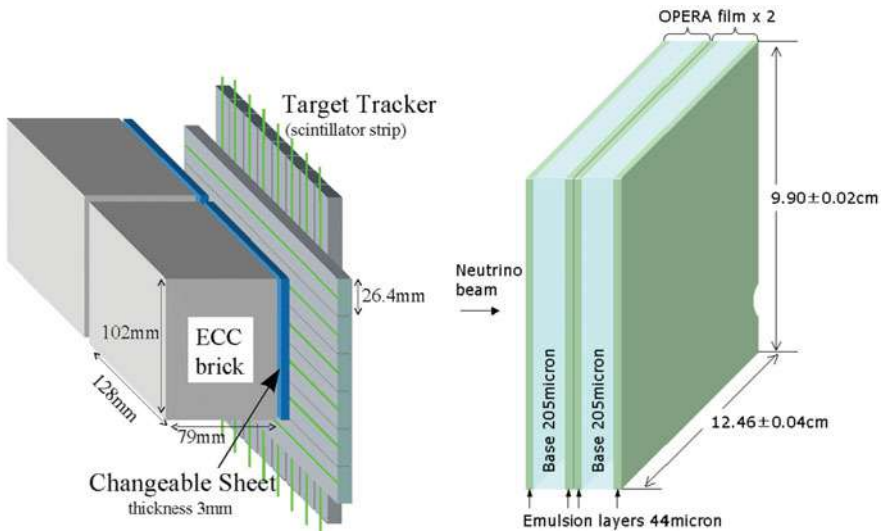 Target Tracker
(scintillator strip)
26.4mm
102mm
ECC
brick
128mm
79mm
Changeable Sheet
thickness 3mm
OPERA film x 2
9.90±0.02cm
Neutrino
beam
Base 205micron
Base 205micron
12.46±0.04cm
Emulsion layers 44micron